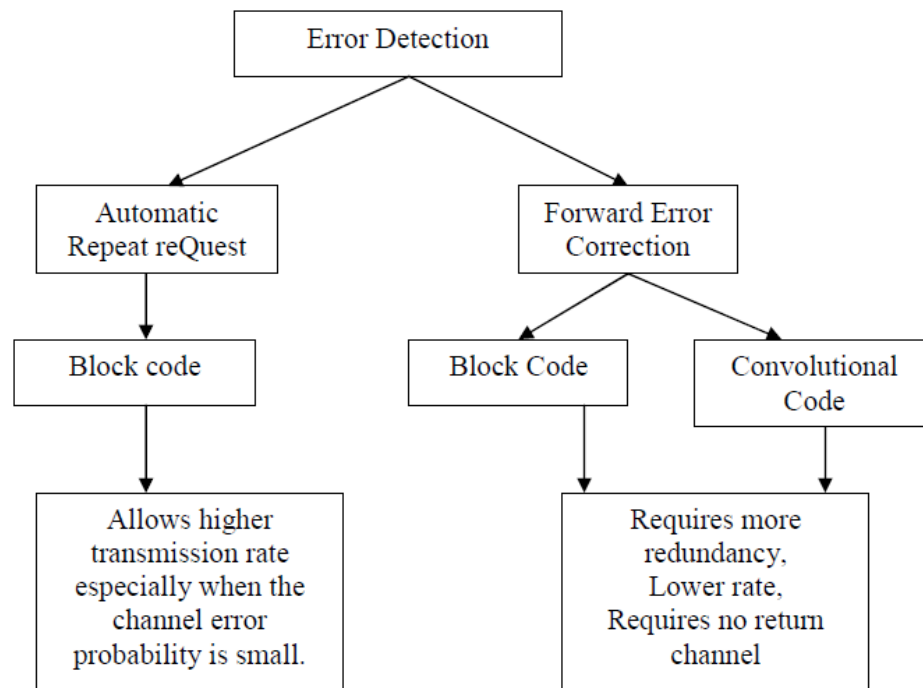 Error Detection
Automatic
Repeat reQuest
Forward Error
Correction
Block code
Block Code
Convolutional
Code
Allows higher
transmission rate
especially when the
channel error
probability is small.
Requires more
redundancy,
Lower rate,
Requires no return
channel